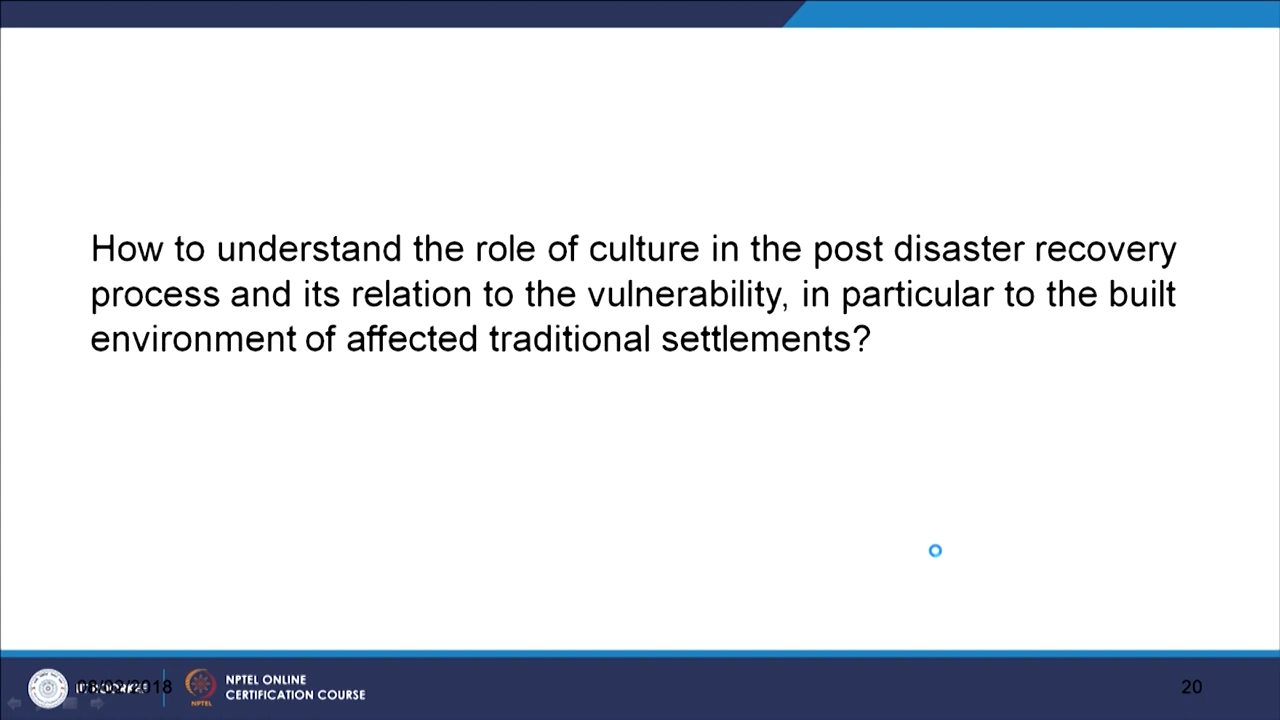 How to understand the role of culture in the post disaster recovery
process and its relation to the vulnerability, in particular to the built
environment of affected traditional settlements?
NPTEL ONLINE
CERTIFICATION COURSE
20